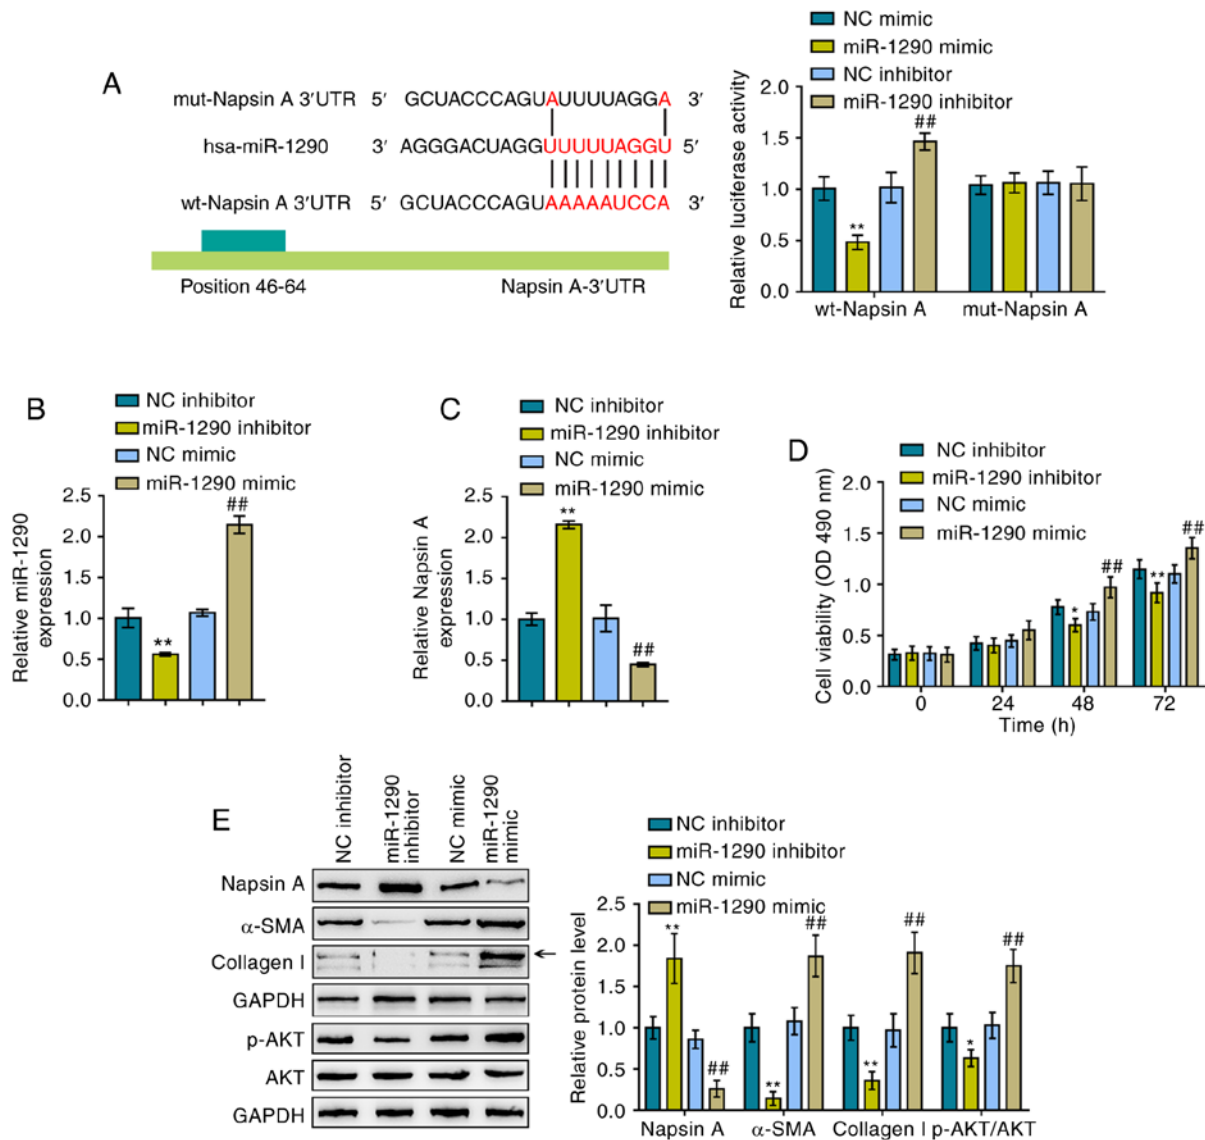 A
mut-Napsin A 3′UTR 5′ GCUACCCAGUAUUUUAGGA 3′
hsa-miR-1290 3′ AGGGACUAGGUUUUUAGGU 5′
wt-Napsin A 3′UTR 5′ GCUACCCAGUAAAAAUCCA 3′
Position 46-64 Napsin A-3′UTR
NC mimic
miR-1290 mimic
NC inhibitor
miR-1290 inhibitor
Relative luciferase activity
2.0
1.5
1.0
0.5
0.0
**
##
wt-Napsin A mut-Napsin A
B
NC inhibitor
miR-1290 inhibitor
NC mimic
miR-1290 mimic
Relative miR-1290
expression
2.5
2.0
1.5
1.0
0.5
0.0
**
##
C
NC inhibitor
miR-1290 inhibitor
NC mimic
miR-1290 mimic
Relative Napsin A
expression
2.5
2.0
1.5
1.0
0.5
0.0
**
##
D
NC inhibitor
miR-1290 inhibitor
NC mimic
miR-1290 mimic
Cell viability (OD 490 nm)
2.0
1.5
1.0
0.5
0.0
*
##
**
##
0 24 48 72
Time (h)
E
NC inhibitor
miR-1290
inhibitor
NC mimic
miR-1290
mimic
Napsin A
α-SMA
Collagen I
GAPDH
p-AKT
AKT
GAPDH
NC inhibitor
miR-1290 inhibitor
NC mimic
miR-1290 mimic
Relative protein level
2.5
2.0
1.5
1.0
0.5
0.0
**
##
**
##
**
##
*
##
Napsin A α-SMA Collagen I p-AKT/AKT